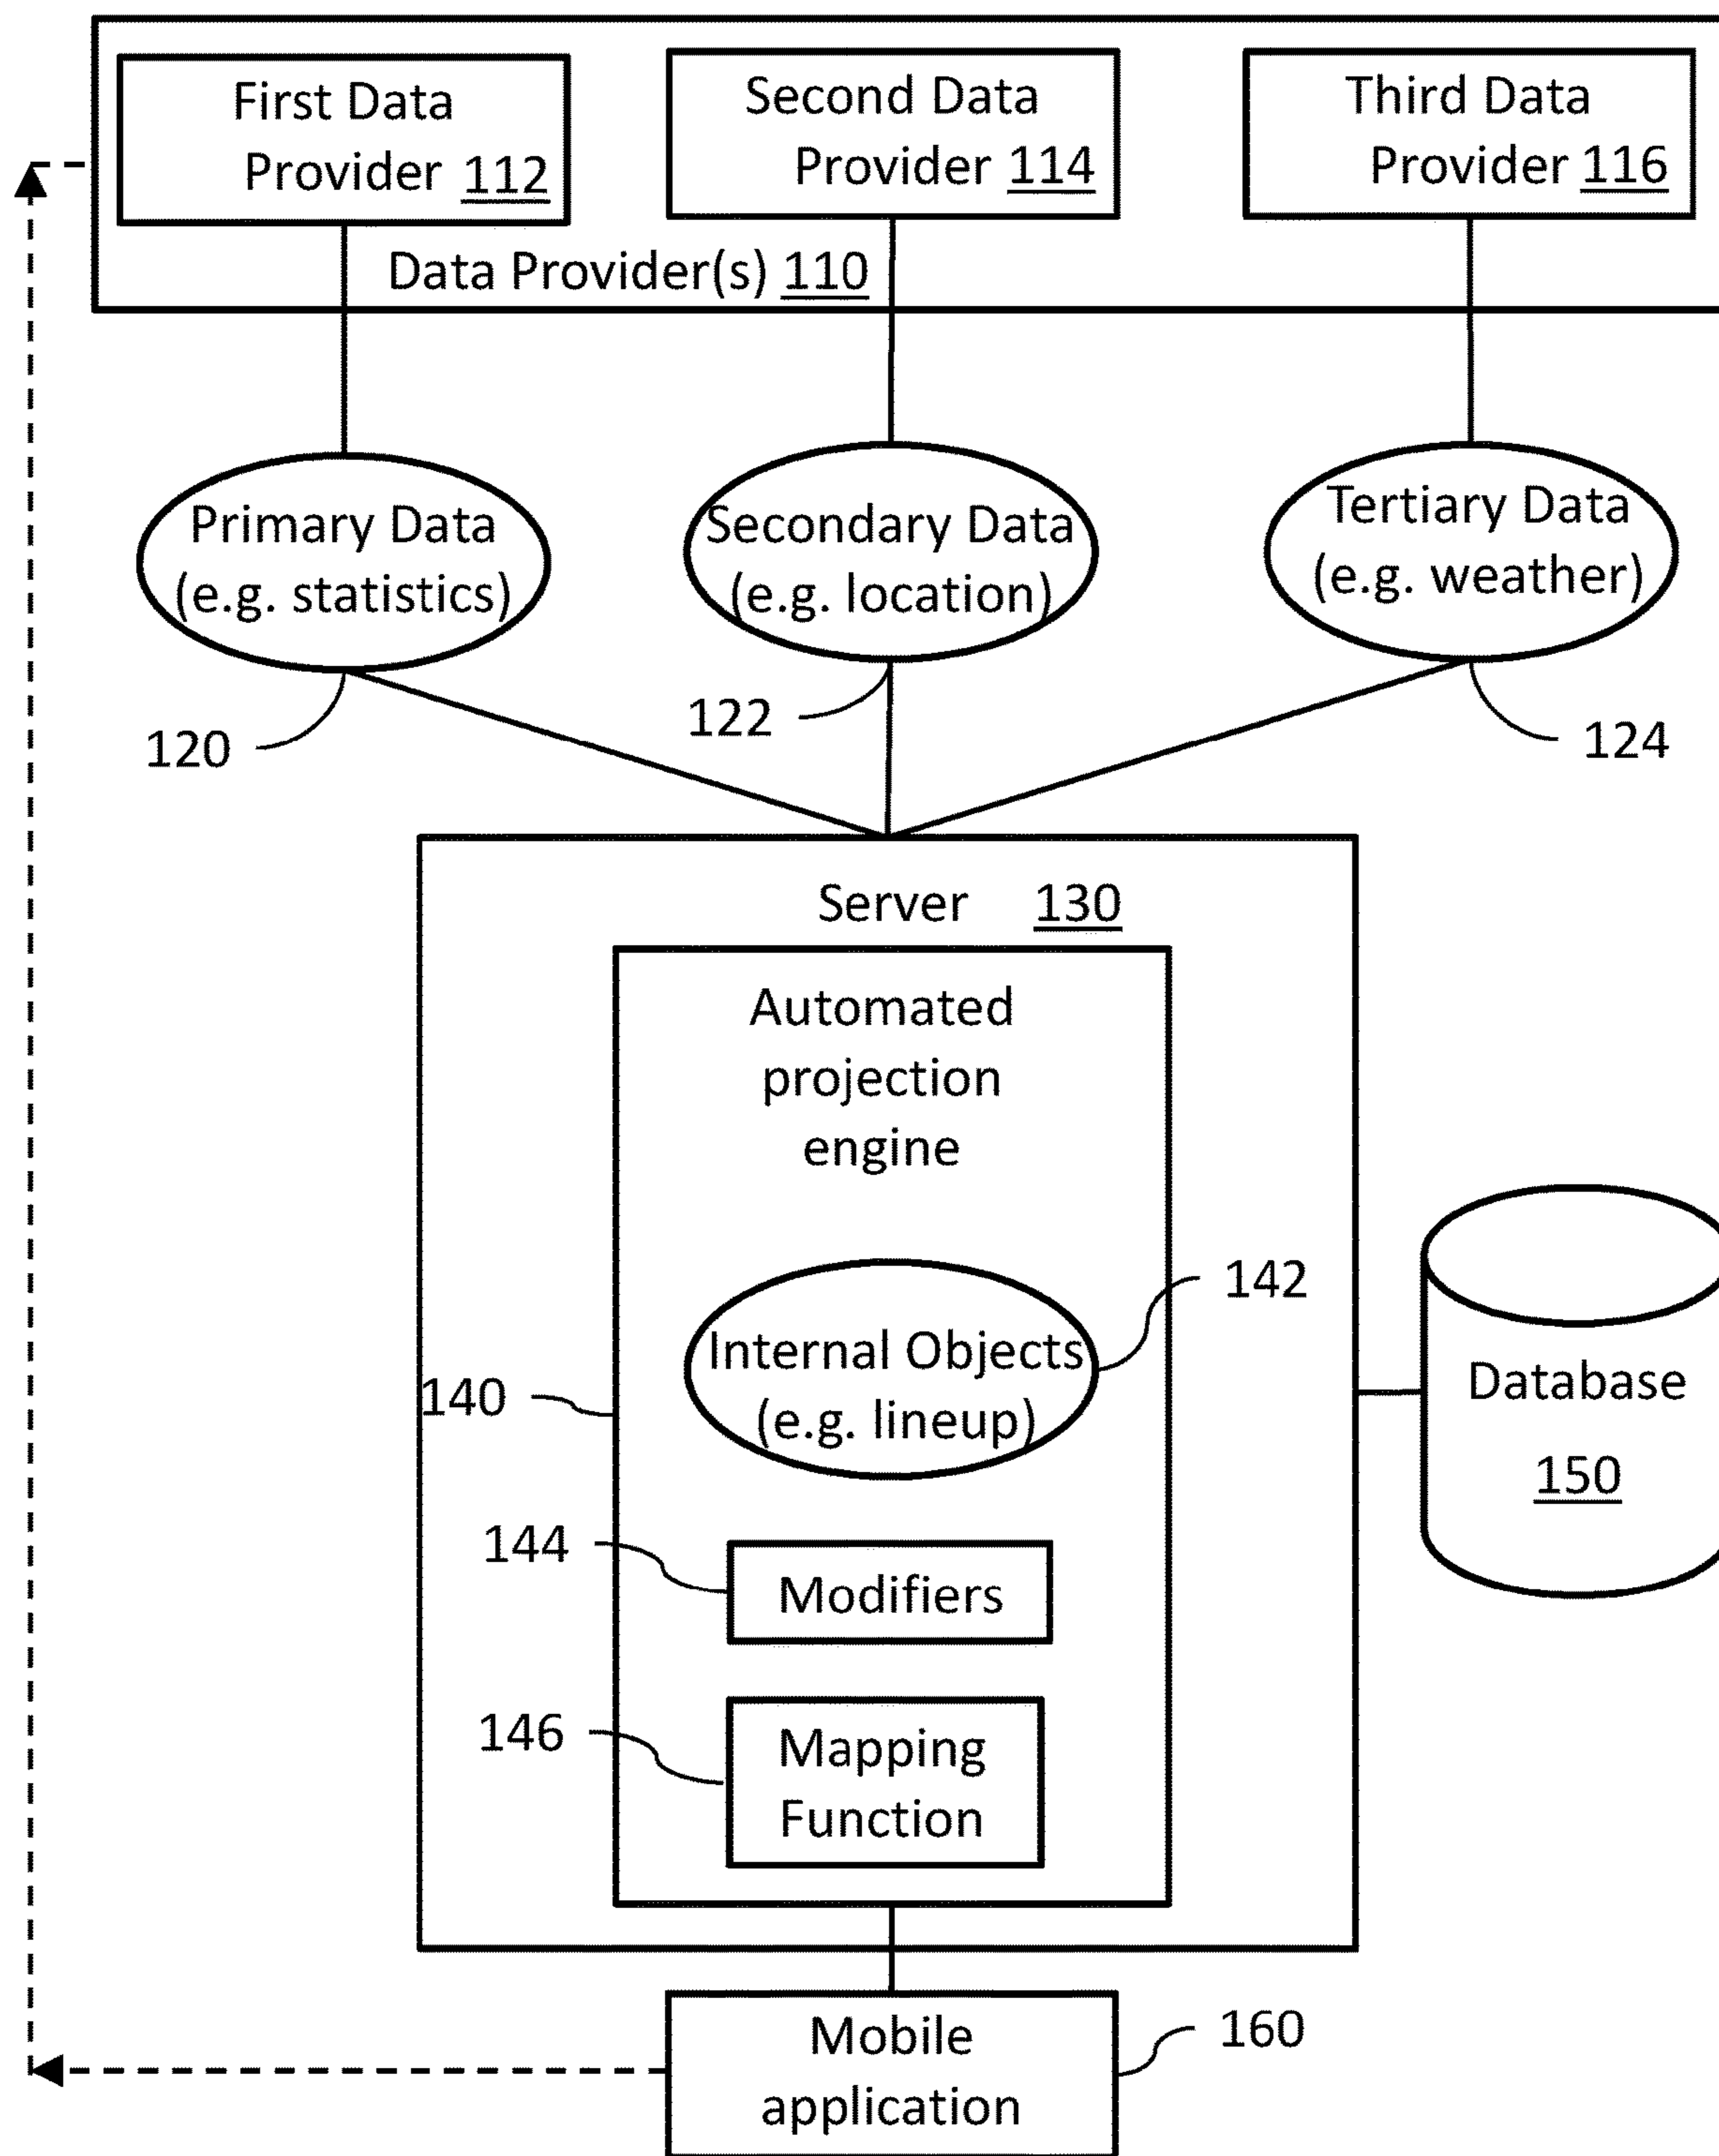 First Data
Provider 112
Second Data
Provider 114
Third Data
Provider 116
Data Provider(s) 110
Primary Data
(e.g. statistics)
Secondary Data
(e.g. location)
Tertiary Data
(e.g. weather)
120
122
124
Server 130
Automated
projection
engine
142
Internal Objects
(e.g. lineup)
140
Database
150
144
Modifiers
146
Mapping
Function
Mobile
application
160